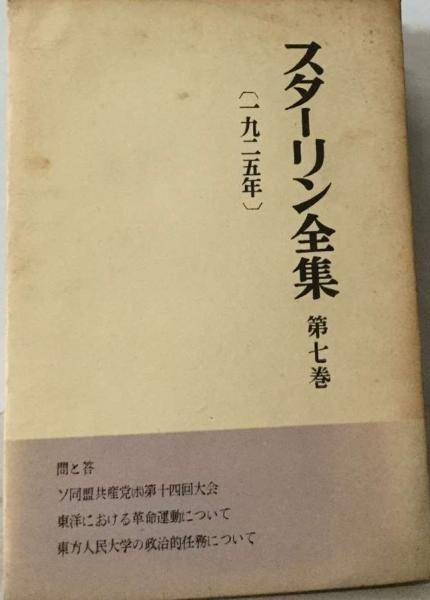 スターリン全集 第七巻
〔一九二五年〕
問と答
ソ同盟共産党㈭第十四回大会
東洋における革命運動について
東方人民大学の政治的任務について